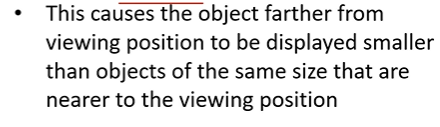 • This causes the object farther from
viewing position to be displayed smaller
than objects of the same size that are
nearer to the viewing position